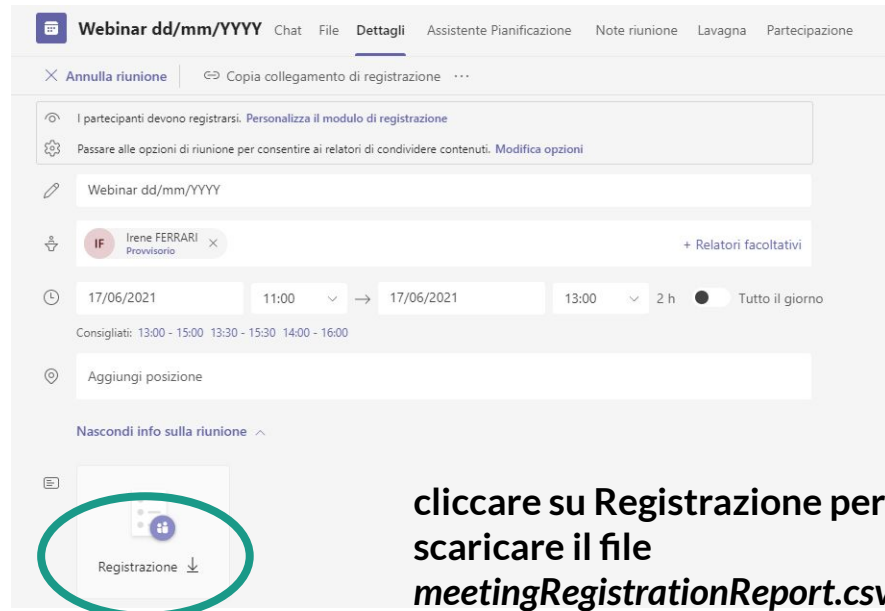 Webinar dd/mm/YYYY Chat File Dettagli Assistente Pianificazione Note riunione Lavagna Partecipazione
Annulla riunione Copia collegamento di registrazione ...
I partecipanti devono registrarsi. Personalizza il modulo di registrazione
Passare alle opzioni di riunione per consentire ai relatori di condividere contenuti. Modifica opzioni
Webinar dd/mm/YYYY
IF Irene FERRARI + Relatori facoltativi
Provvisorio
17/06/2021 11:00 → 17/06/2021 13:00 2 h Tutto il giorno
Consigliati: 13:00 - 15:00 13:30 - 15:30 14:00 - 16:00
Aggiungi posizione
Nascondi info sulla riunione
Registrazione
cliccare su Registrazione per
scaricare il file
meetingRegistrationReport.csv